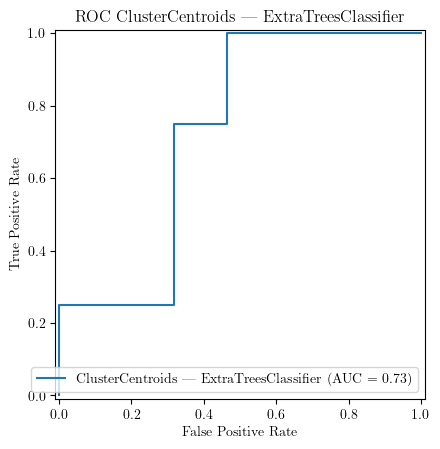 ROC ClusterCentroids — ExtraTreesClassifier
1.0
0.8
0.6
0.4
0.2
0.0
True Positive Rate
ClusterCentroids — ExtraTreesClassifier (AUC = 0.73)
0.0 0.2 0.4 0.6 0.8 1.0
False Positive Rate